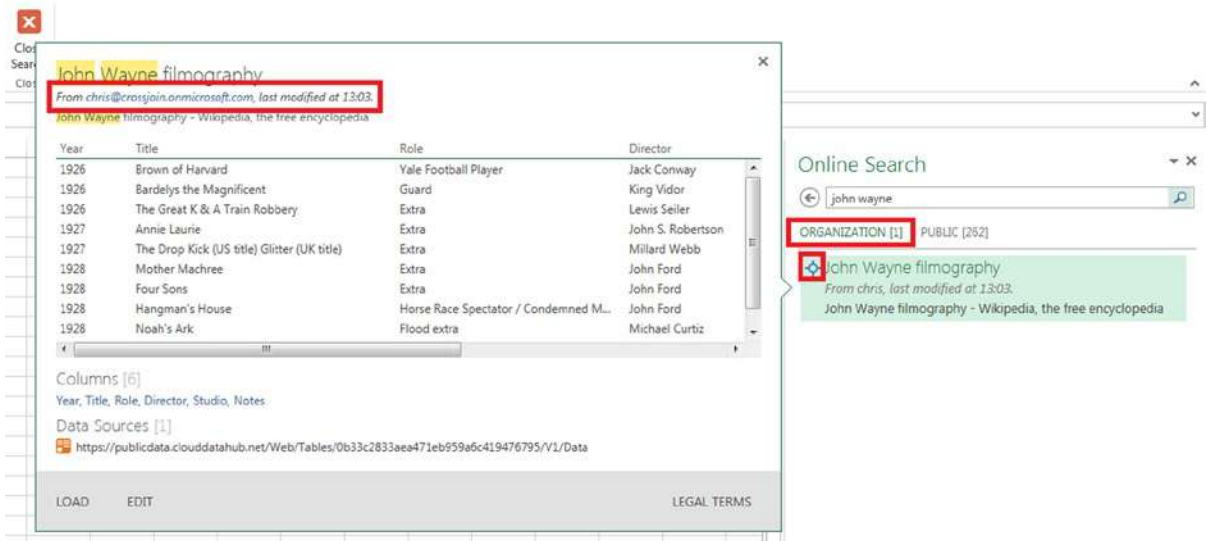 John Wayne filmography
From chris@crossjoin.onmicrosoft.com, last modified at 13:03.
John Wayne filmography - Wikipedia, the free encyclopedia
Year Title Role Director
1926 Brown of Harvard Yale Football Player Jack Conway
1926 Bardelys the Magnificent Guard King Vidor
1926 The Great K & A Train Robbery Extra Lewis Seiler
1927 Annie Laurie Extra John S. Robertson
1927 The Drop Kick (US title) Glitter (UK title) Extra Millard Webb
1928 Mother Machree Extra John Ford
1928 Four Sons Extra John Ford
1928 Hangman's House Horse Race Spectator / Condemned M... John Ford
1928 Noah's Ark Flood extra Michael Curtiz
Columns [6]
Year, Title, Role, Director, Studio, Notes
Data Sources [1]
https://publicdata.clouddatahub.net/Web/Tables/0b33c2833aea471eb959a6c419476795/V1/Data
LOAD EDIT LEGAL TERMS
Online Search
john wayne
ORGANIZATION [1] PUBLIC [262]
John Wayne filmography
From chris, last modified at 13:03.
John Wayne filmography - Wikipedia, the free encyclopedia